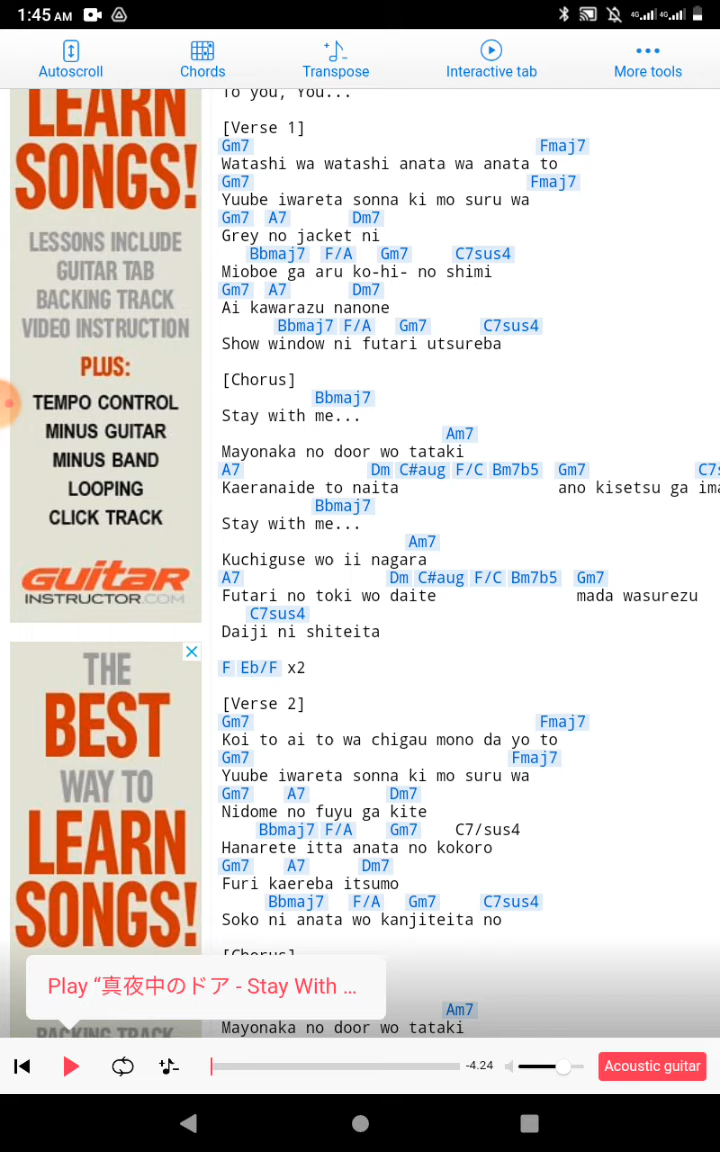 1:45 AM
4G 4G
Autoscroll Chords Transpose Interactive tab More tools
LEARN
SONGS!
LESSONS INCLUDE
GUITAR TAB
BACKING TRACK
VIDEO INSTRUCTION
PLUS:
TEMPO CONTROL
MINUS GUITAR
MINUS BAND
LOOPING
CLICK TRACK
GUITAR
INSTRUCTOR.COM
THE
BEST
WAY TO
LEARN
SONGS!
BACKING TRACK
To you, You...
[Verse 1]
Gm7 Fmaj7
Watashi wa watashi anata wa anata to
Gm7 Fmaj7
Yuube iwareta sonna ki mo suru wa
Gm7 A7 Dm7
Grey no jacket ni
Bbmaj7 F/A Gm7 C7sus4
Mioboe ga aru ko-hi- no shimi
Gm7 A7 Dm7
Ai kawarazu nanone
Bbmaj7 F/A Gm7 C7sus4
Show window ni futari utsureba
[Chorus]
Bbmaj7
Stay with me...
Am7
Mayonaka no door wo tataki
A7 Dm C#aug F/C Bm7b5 Gm7 C7s
Kaeranaide to naita ano kisetsu ga ima
Bbmaj7
Stay with me...
Am7
Kuchiguse wo ii nagara
A7 Dm C#aug F/C Bm7b5 Gm7
Futari no toki wo daite mada wasurezu
C7sus4
Daiji ni shiteita
F Eb/F x2
[Verse 2]
Gm7 Fmaj7
Koi to ai to wa chigau mono da yo to
Gm7 Fmaj7
Yuube iwareta sonna ki mo suru wa
Gm7 A7 Dm7
Nidome no fuyu ga kite
Bbmaj7 F/A Gm7 C7/sus4
Hanarete itta anata no kokoro
Gm7 A7 Dm7
Furi kaereba itsumo
Bbmaj7 F/A Gm7 C7sus4
Soko ni anata wo kanjiteita no
[Chorus]
Am7
Mayonaka no door wo tataki
Play “真夜中のドア - Stay With ...
-4.24
Acoustic guitar